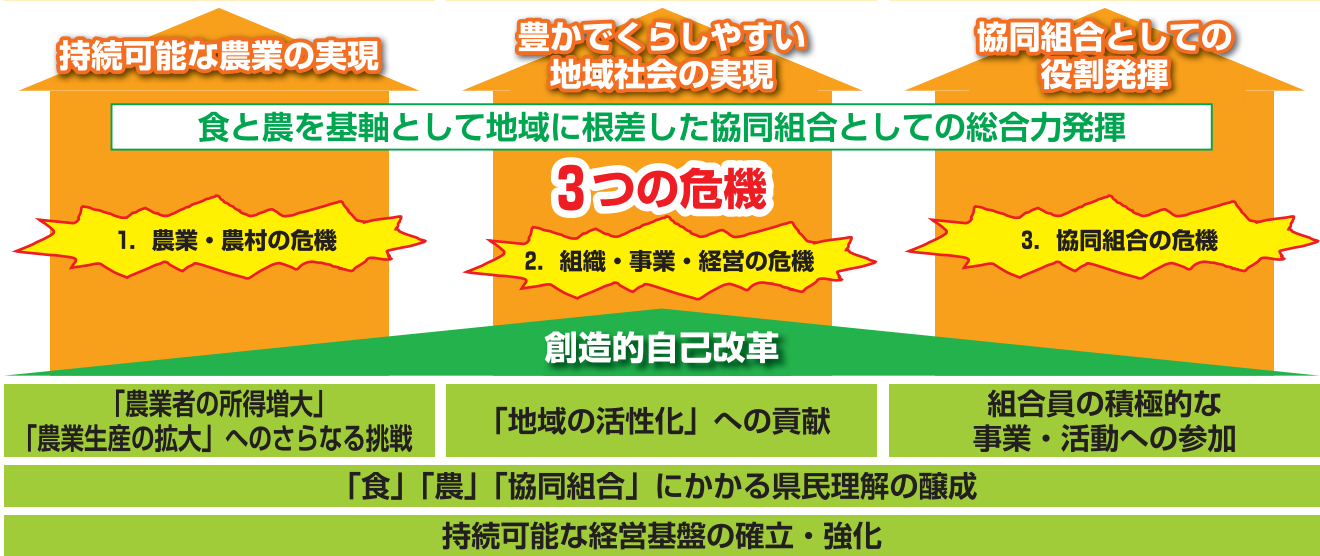 持続可能な農業の実現
豊かでくらしやすい
地域社会の実現
協同組合としての
役割発揮
食と農を基軸として地域に根差した協同組合としての総合力発揮
3つの危機
1. 農業・農村の危機
2. 組織・事業・経営の危機
3. 協同組合の危機
創造的自己改革
「農業者の所得増大」
「農業生産の拡大」へのさらなる挑戦
「地域の活性化」への貢献
組合員の積極的な
事業・活動への参加
「食」「農」「協同組合」にかかる県民理解の醸成
持続可能な経営基盤の確立・強化